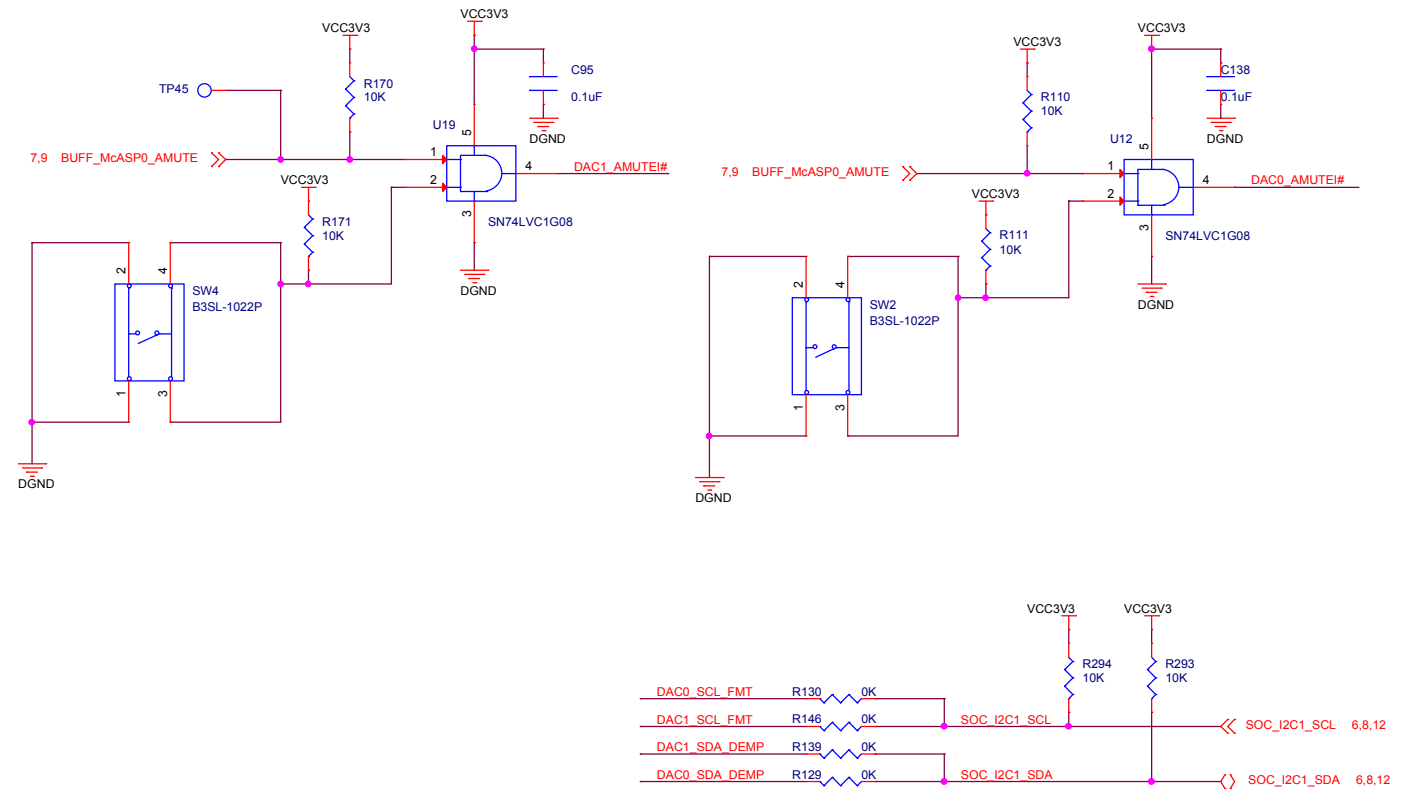 VCC3V3
VCC3V3
R170
10K
C95
0.1uF
TP45
U19
5
DGND
7,9 BUFF_McASP0_AMUTE
1
2
4
DAC1_AMUTEI#
3
SN74LVC1G08
VCC3V3
R171
10K
DGND
2
4
SW4
B3SL-1022P
1
3
DGND
VCC3V3
VCC3V3
R110
10K
C138
0.1uF
U12
5
DGND
7,9 BUFF_McASP0_AMUTE
1
2
4
DAC0_AMUTEI#
3
SN74LVC1G08
VCC3V3
R111
10K
DGND
2
4
SW2
B3SL-1022P
1
3
DGND
VCC3V3
VCC3V3
R294
10K
R293
10K
DAC0_SCL_FMT R130 0K
DAC1_SCL_FMT R146 0K SOC_I2C1_SCL SOC_I2C1_SCL 6,8,12
DAC1_SDA_DEMP R139 0K
DAC0_SDA_DEMP R129 0K SOC_I2C1_SDA SOC_I2C1_SDA 6,8,12